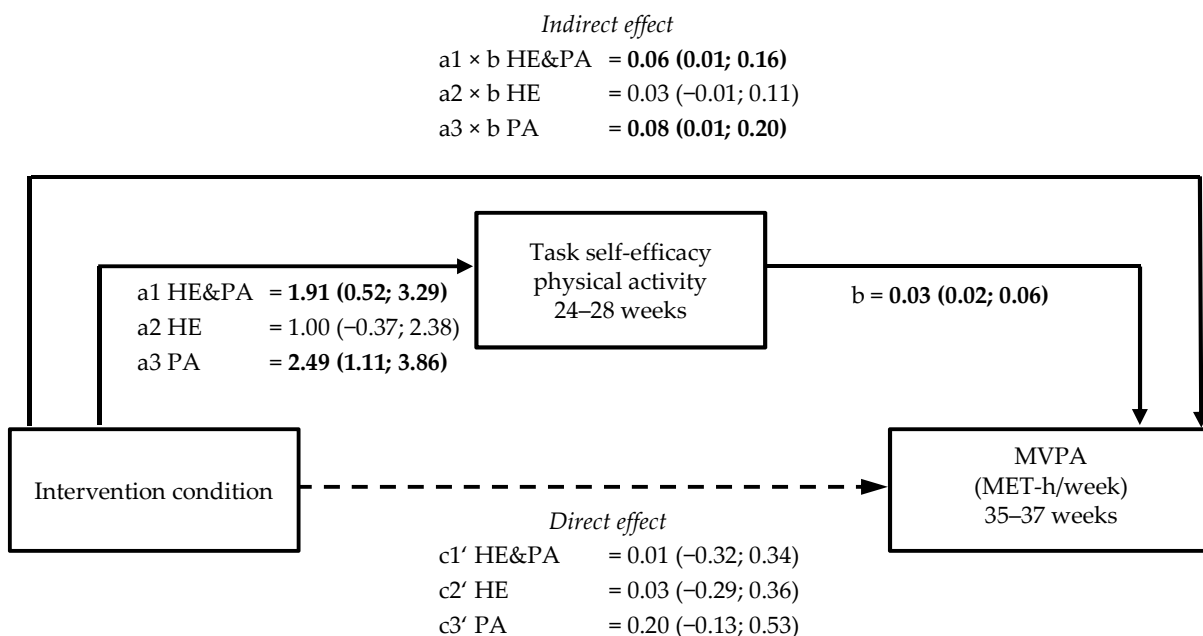 Indirect effect
a1 × b HE&PA = 0.06 (0.01; 0.16)
a2 × b HE = 0.03 (−0.01; 0.11)
a3 × b PA = 0.08 (0.01; 0.20)
Task self-efficacy
physical activity
24–28 weeks
a1 HE&PA = 1.91 (0.52; 3.29)
a2 HE = 1.00 (−0.37; 2.38)
a3 PA = 2.49 (1.11; 3.86)
b = 0.03 (0.02; 0.06)
Intervention condition
MVPA
(MET-h/week)
35–37 weeks
Direct effect
c1‘ HE&PA = 0.01 (−0.32; 0.34)
c2‘ HE = 0.03 (−0.29; 0.36)
c3‘ PA = 0.20 (−0.13; 0.53)